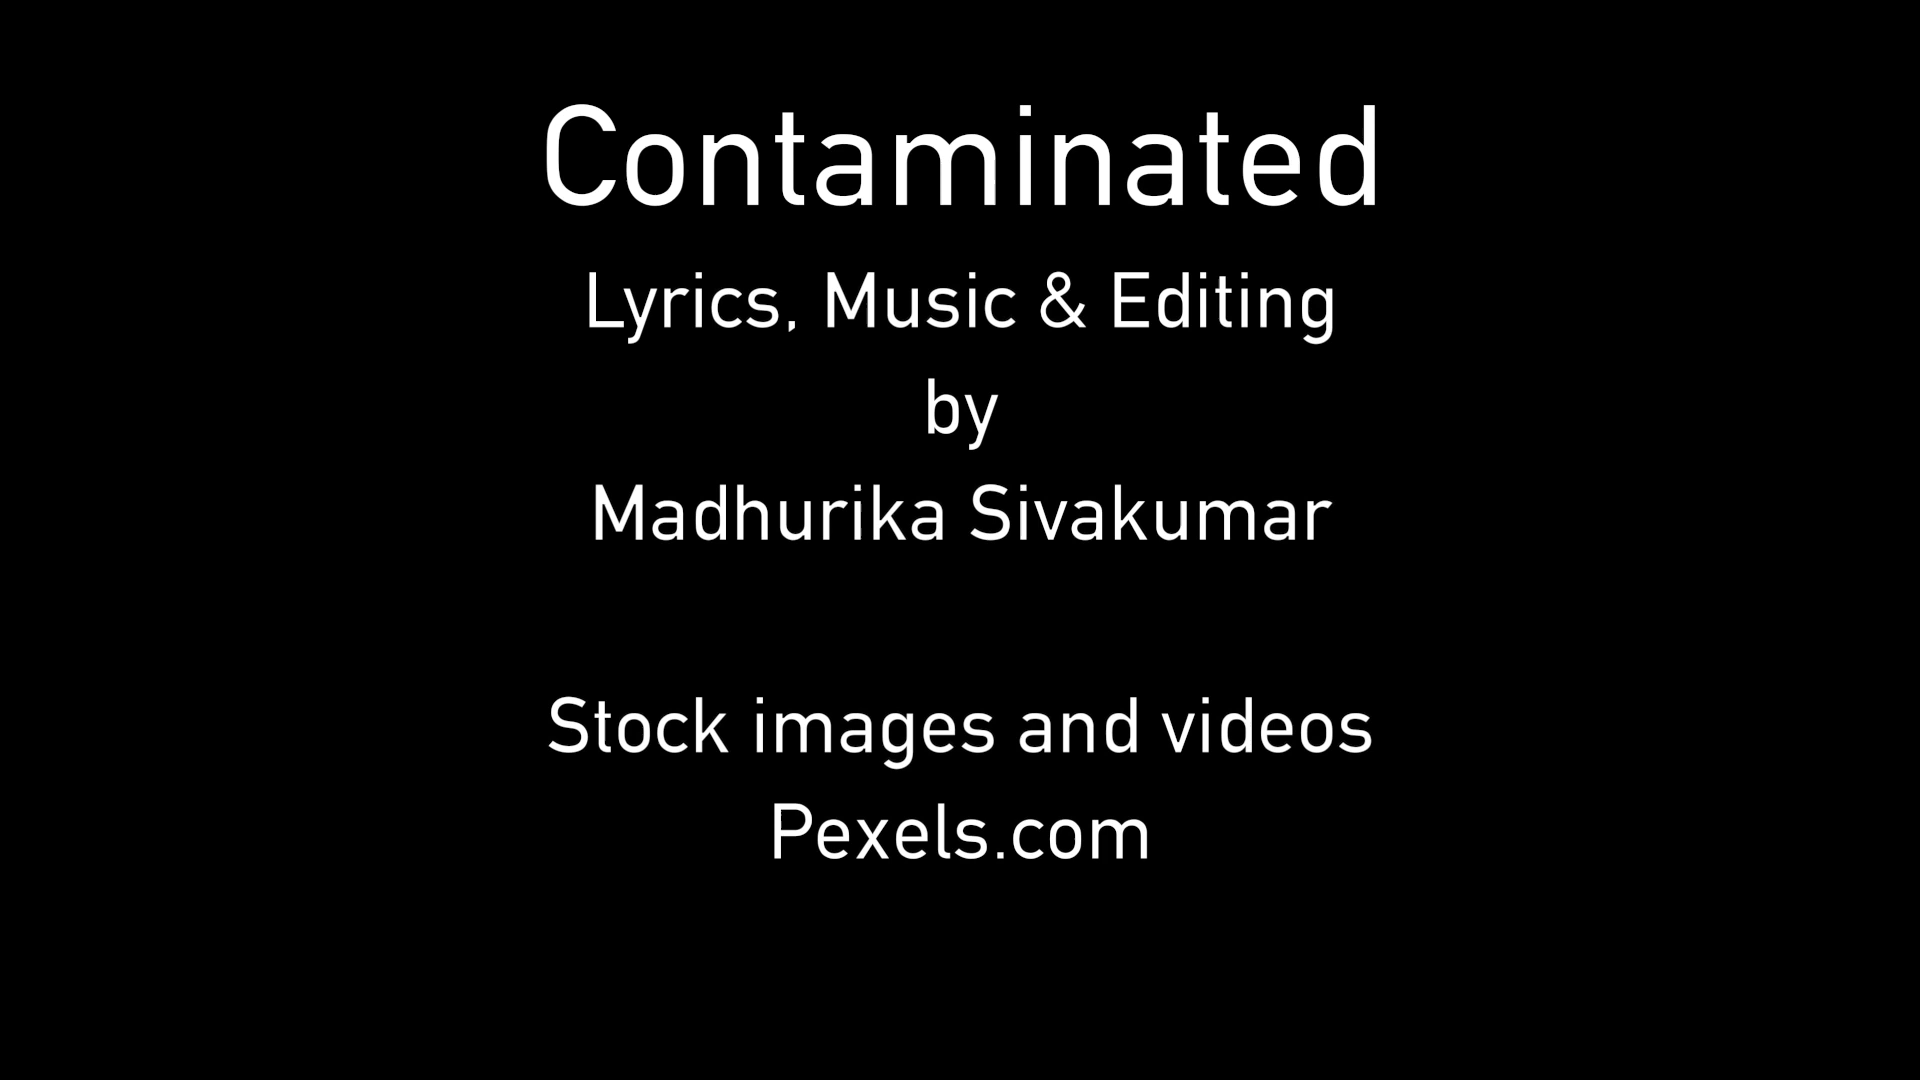 Contaminated
Lyrics, Music & Editing
by
Madhurika Sivakumar
Stock images and videos
Pexels.com